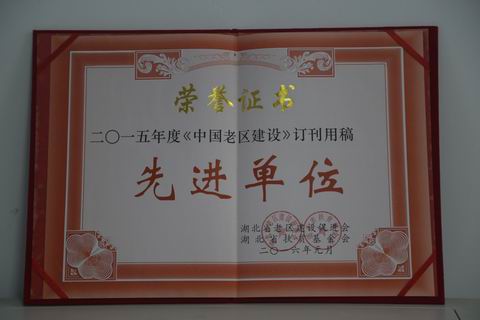 荣誉证书
二〇一五年度《中国老区建设》订刊用稿
先进单位
湖北省老区建设促进会
湖北省扶贫基金会
二〇一六年元月